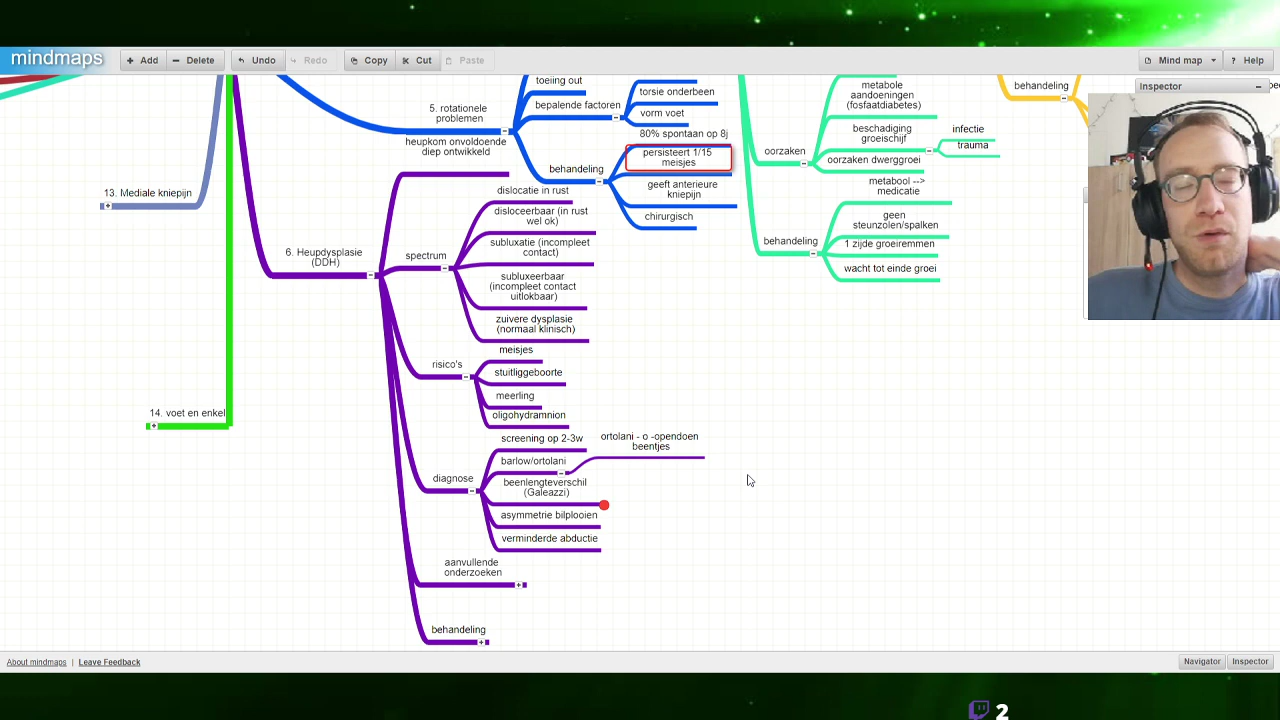 mindmaps
Add
Delete
Undo
Redo
Copy
Cut
Paste
Mind map
? Help
Inspector
13. Mediale kniepijn
14. voet en enkel
5. rotationele
problemen
heupkom onvoldoende
diep ontwikkeld
toeiing out
bepalende factoren
torsie onderbeen
vorm voet
behandeling
80% spontaan op 8j
persisteert 1/15
meisjes
geeft anterieure
kniepijn
chirurgisch
6. Heupdysplasie
(DDH)
spectrum
dislocatie in rust
disloceerbaar (in rust
wel ok)
subluxatie (incompleet
contact)
subluxeerbaar
(incompleet contact
uitlokbaar)
zuivere dysplasie
(normaal klinisch)
risico's
meisjes
stuitliggeboorte
meerling
oligohydramnion
diagnose
screening op 2-3w
barlow/ortolani
ortolani - o -opendoen
beentjes
beenlengteverschil
(Galeazzi)
asymmetrie bilplooien
verminderde abductie
aanvullende
onderzoeken
behandeling
oorzaken
metabole
aandoeningen
(fosfaatdiabetes)
beschadiging
groeischijf
infectie
trauma
oorzaken dwerggroei
behandeling
metabool -->
medicatie
geen
steunzolen/spalken
1 zijde groeiremmen
wacht tot einde groei
behandeling
About mindmaps | Leave Feedback
Navigator
Inspector
2